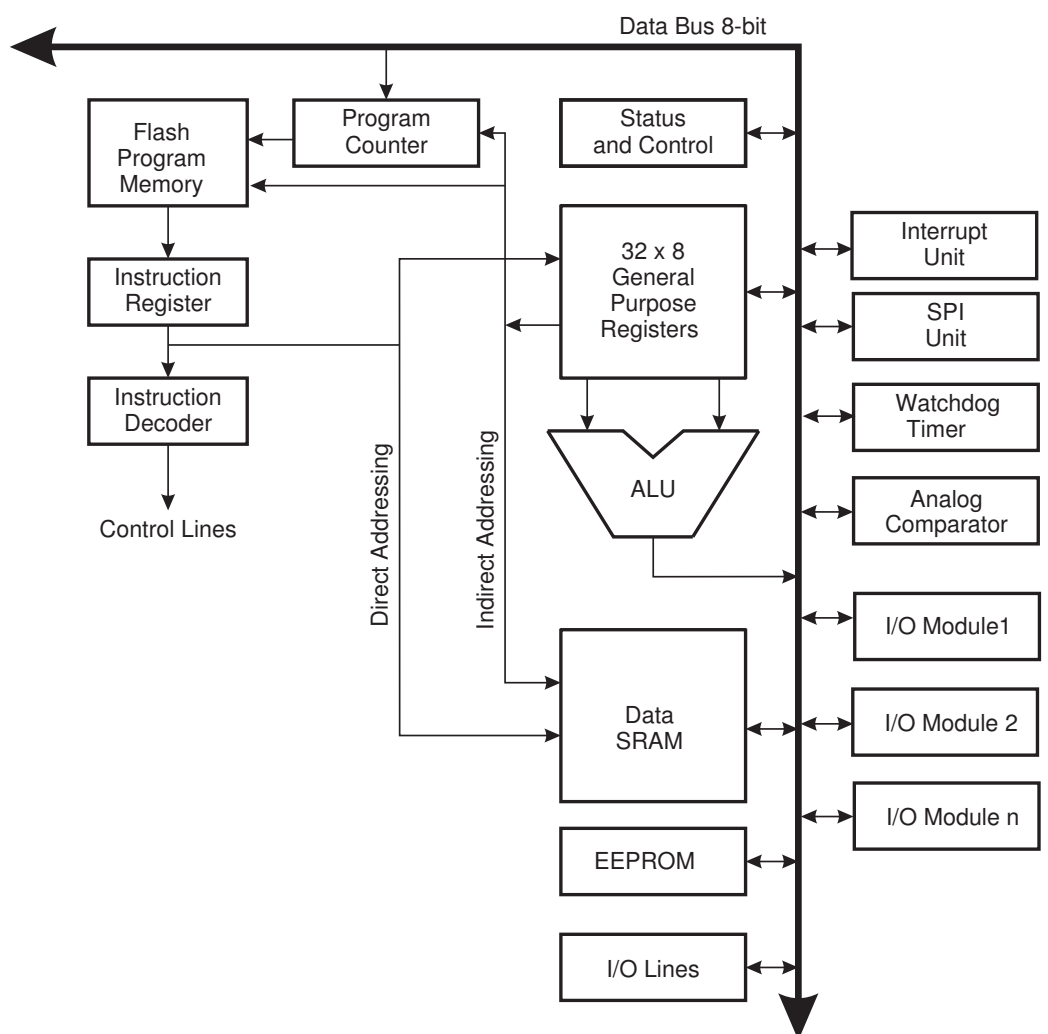 Data Bus 8-bit
Flash
Program
Memory
Program
Counter
Status
and Control
Interrupt
Unit
32 x 8
General
Purpose
Registers
Instruction
Register
SPI
Unit
Instruction
Decoder
Watchdog
Timer
ALU
Analog
Comparator
Control Lines
Direct Addressing
Indirect Addressing
I/O Module1
Data
SRAM
I/O Module 2
I/O Module n
EEPROM
I/O Lines